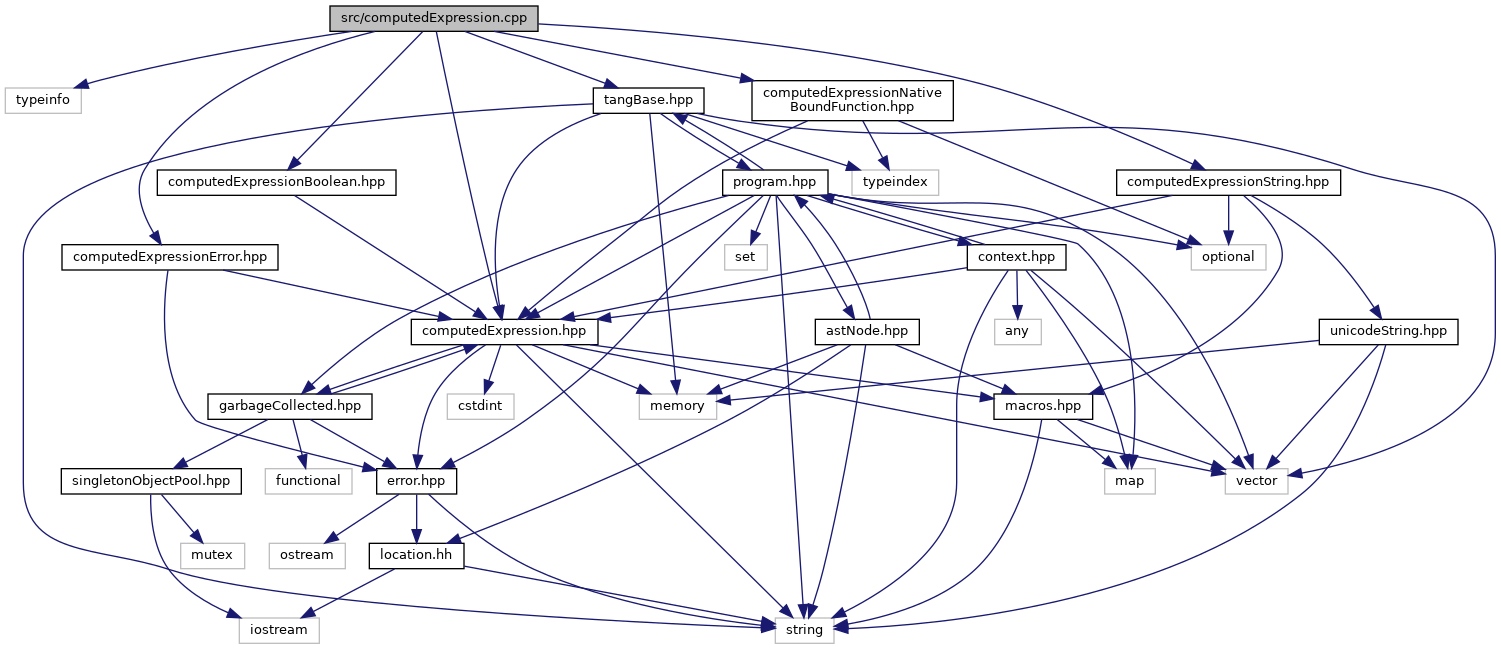 src/computedExpression.cpp
typeinfo
tangBase.hpp
computedExpressionNative
BoundFunction.hpp
computedExpressionBoolean.hpp
program.hpp
typeindex
computedExpressionString.hpp
computedExpressionError.hpp
set
context.hpp
optional
computedExpression.hpp
astNode.hpp
any
unicodeString.hpp
garbageCollected.hpp
cstdint
memory
macros.hpp
singletonObjectPool.hpp
functional
error.hpp
map
vector
mutex
ostream
location.hh
iostream
string